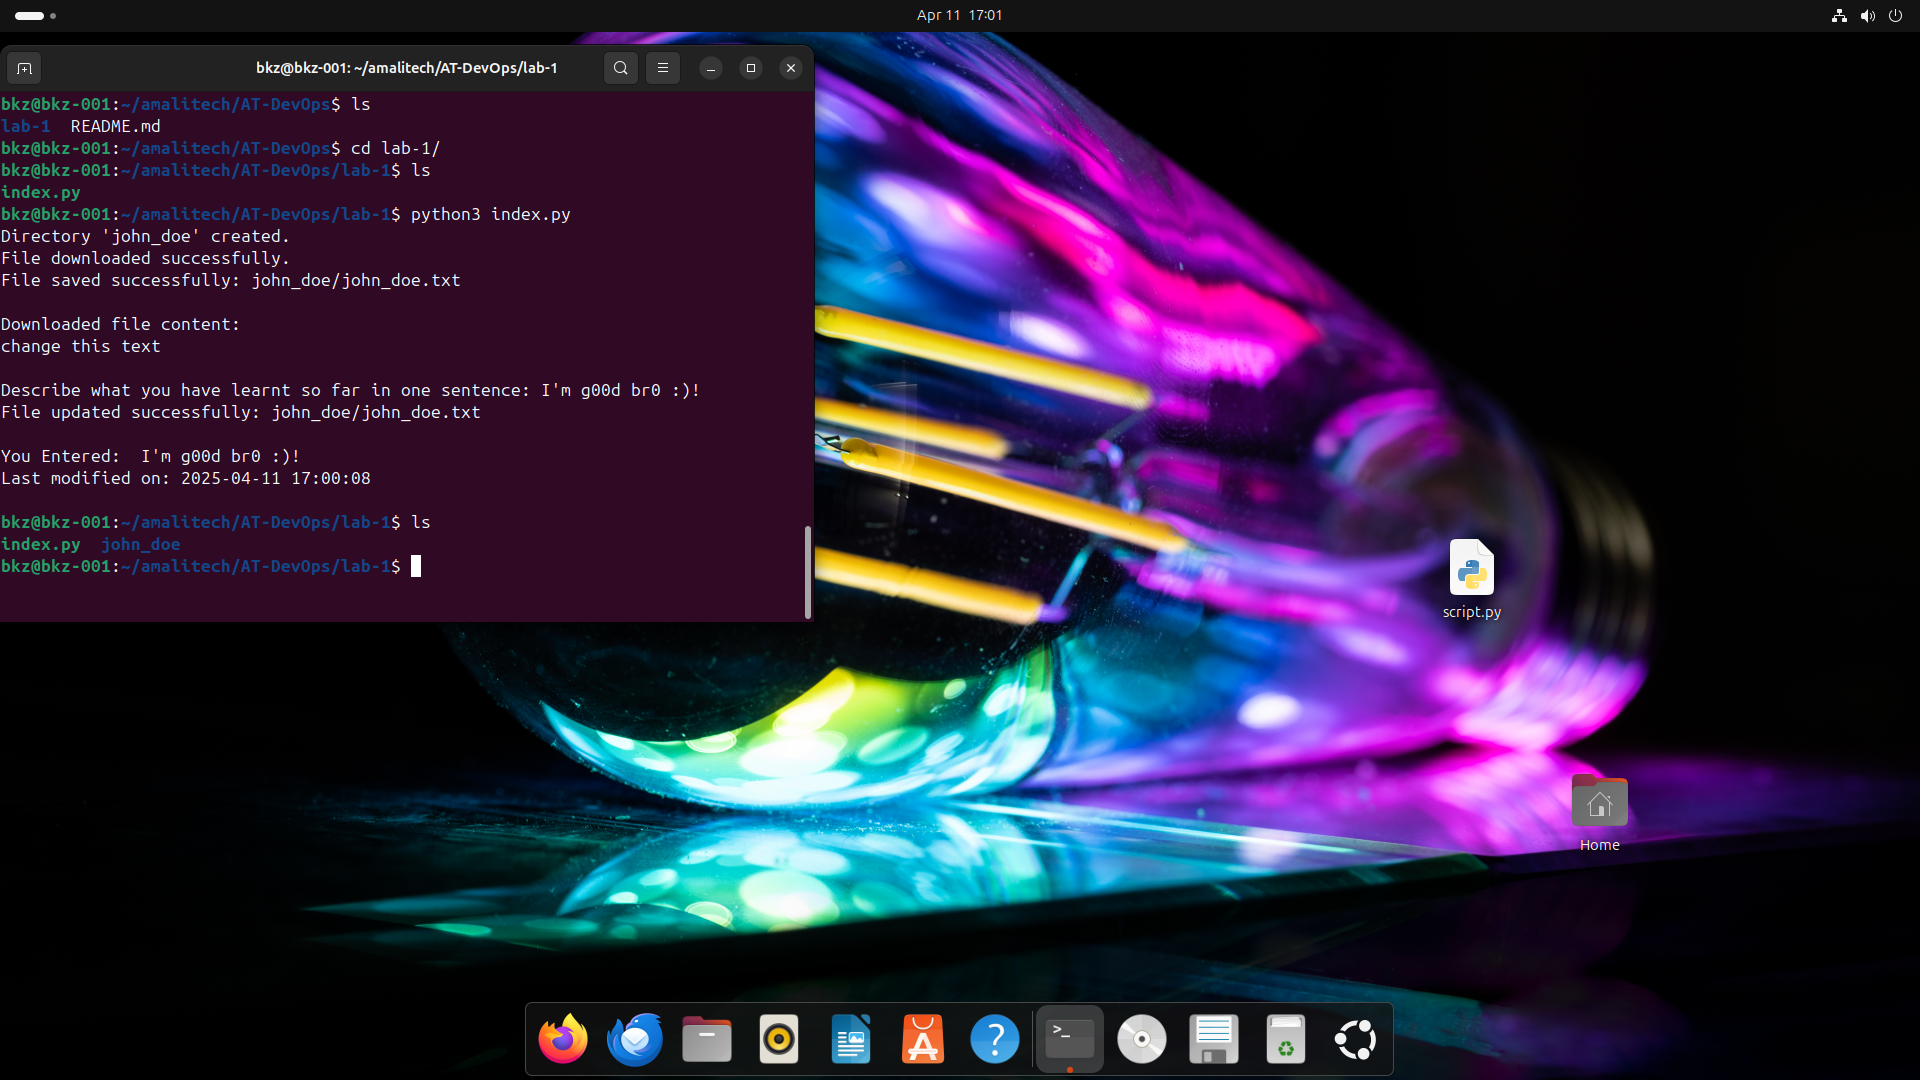 Apr 11 17:01
bkz@bkz-001: ~/amalitech/AT-DevOps/lab-1
bkz@bkz-001:~/amalitech/AT-DevOps$ ls
lab-1  README.md
bkz@bkz-001:~/amalitech/AT-DevOps$ cd lab-1/
bkz@bkz-001:~/amalitech/AT-DevOps/lab-1$ ls
index.py
bkz@bkz-001:~/amalitech/AT-DevOps/lab-1$ python3 index.py
Directory 'john_doe' created.
File downloaded successfully.
File saved successfully: john_doe/john_doe.txt
Downloaded file content:
change this text
Describe what you have learnt so far in one sentence: I'm g00d br0 :)!
File updated successfully: john_doe/john_doe.txt
You Entered:  I'm g00d br0 :)!
Last modified on: 2025-04-11 17:00:08
bkz@bkz-001:~/amalitech/AT-DevOps/lab-1$ ls
index.py  john_doe
bkz@bkz-001:~/amalitech/AT-DevOps/lab-1$
script.py
Home